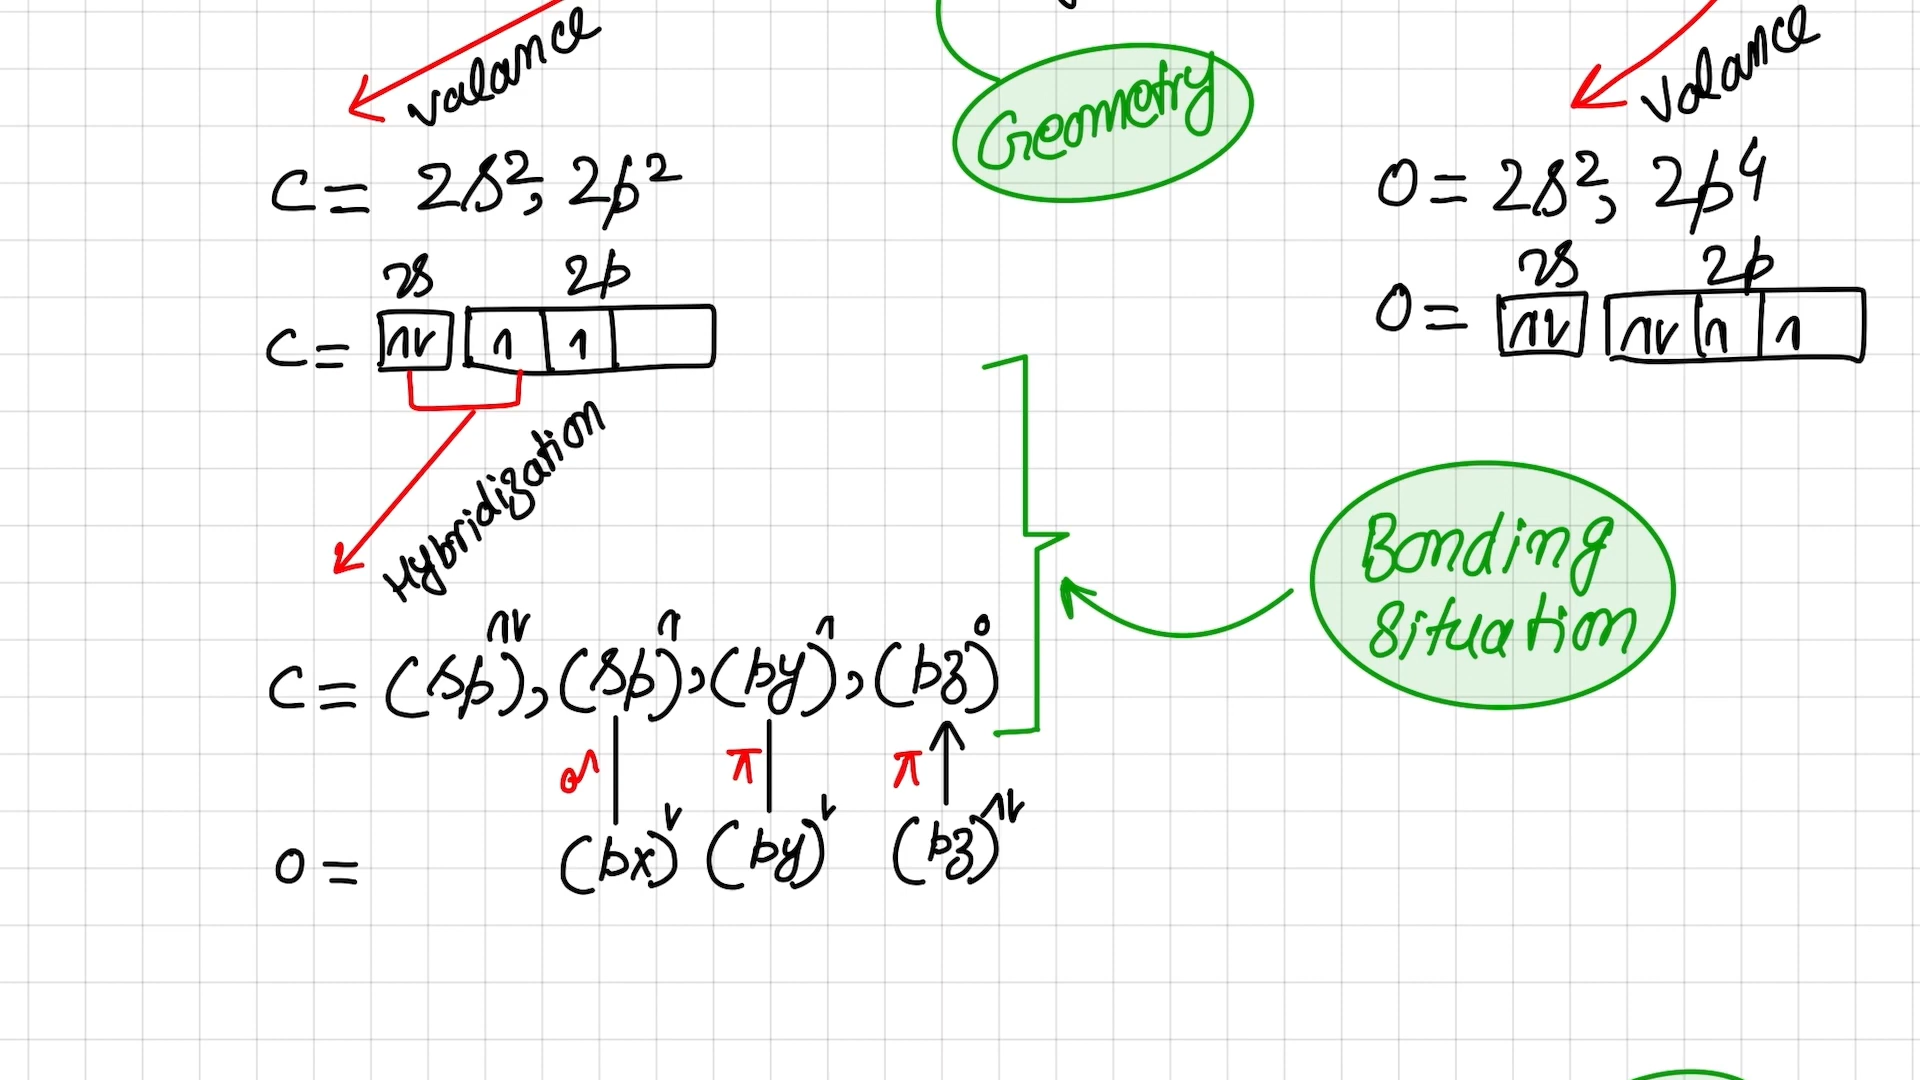 valance
Geometry
valance
C = 2s², 2p²
O = 2s², 2p⁴
2s 2p
2s 2p
C = ↿⇂ ↿ ↿
O = ↿⇂ ↿⇂ ↿ ↿
Hybridization
Bonding
Situation
C = (sp)↿⇂, (sp)↿, (py)↿, (pz)⁰
σ π π
O = (px)⇂ (py)⇂ (pz)↿⇂